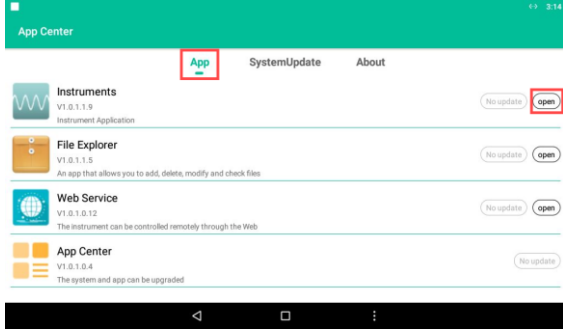 3:14
App Center
App SystemUpdate About
Instruments
V1.0.1.1.9
Instrument Application
No update open
File Explorer
V1.0.1.1.5
An app that allows you to add, delete, modify and check files
No update open
Web Service
V1.0.1.0.12
The instrument can be controlled remotely through the Web
No update open
App Center
V1.0.1.0.4
The system and app can be upgraded
No update